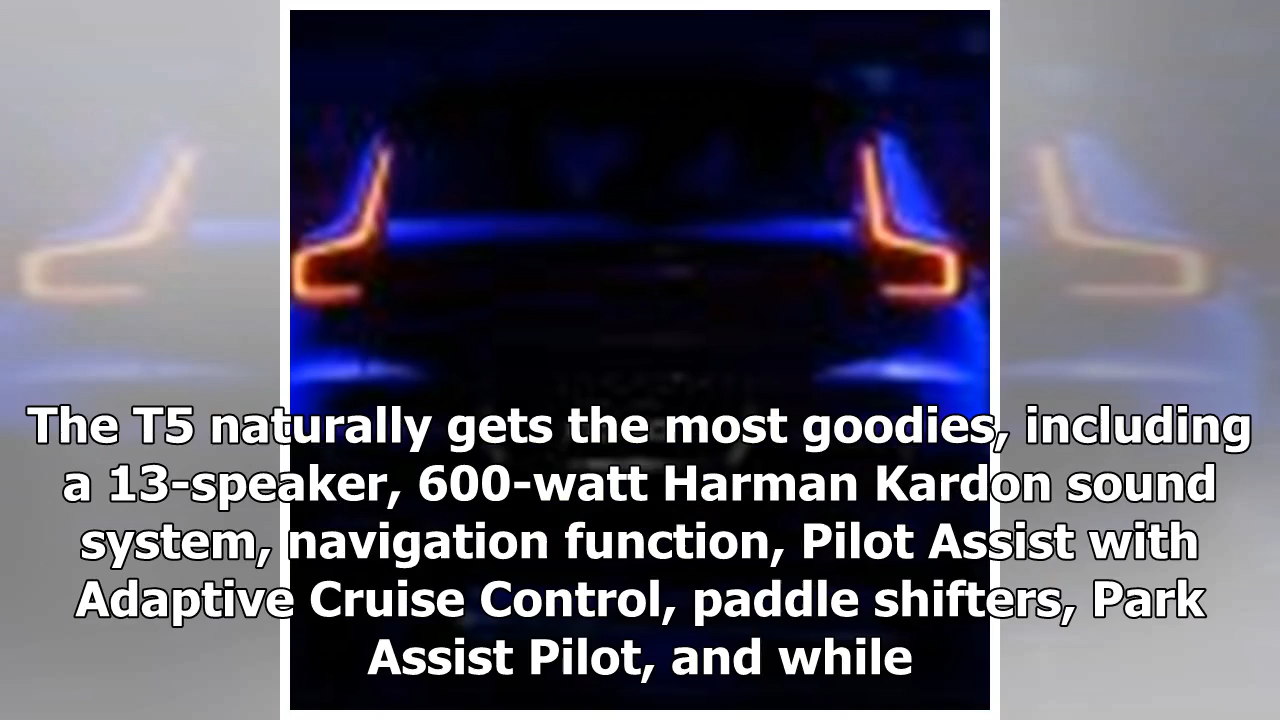 The T5 naturally gets the most goodies, including
a 13-speaker, 600-watt Harman Kardon sound
system, navigation function, Pilot Assist with
Adaptive Cruise Control, paddle shifters, Park
Assist Pilot, and while